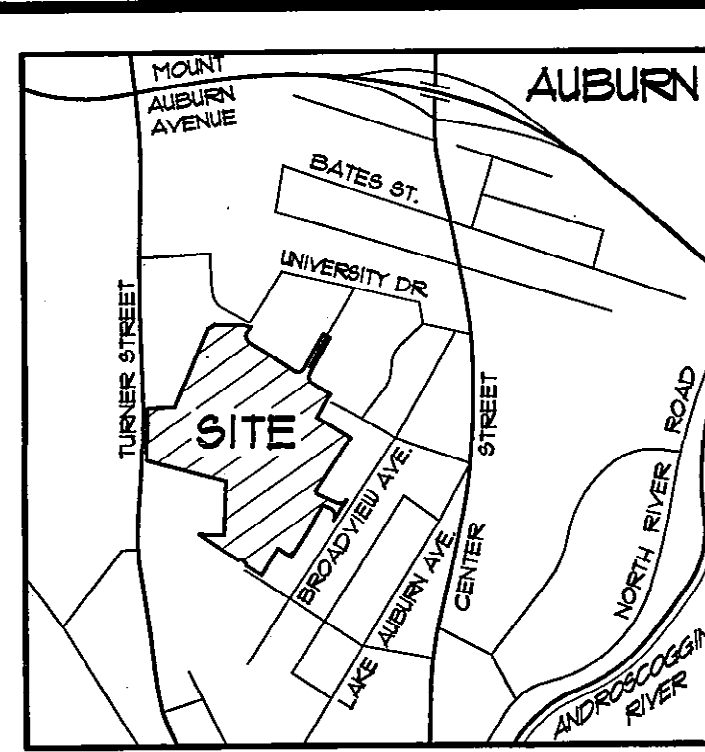 MOUNT
AUBURN
AVENUE
AUBURN
BATES ST.
UNIVERSITY DR
TURNER STREET
SITE
STREET
CENTER
BROADVIEW AVE.
LAKE AUBURN AVE.
NORTH RIVER ROAD
ANDROSCOGGIN
RIVER